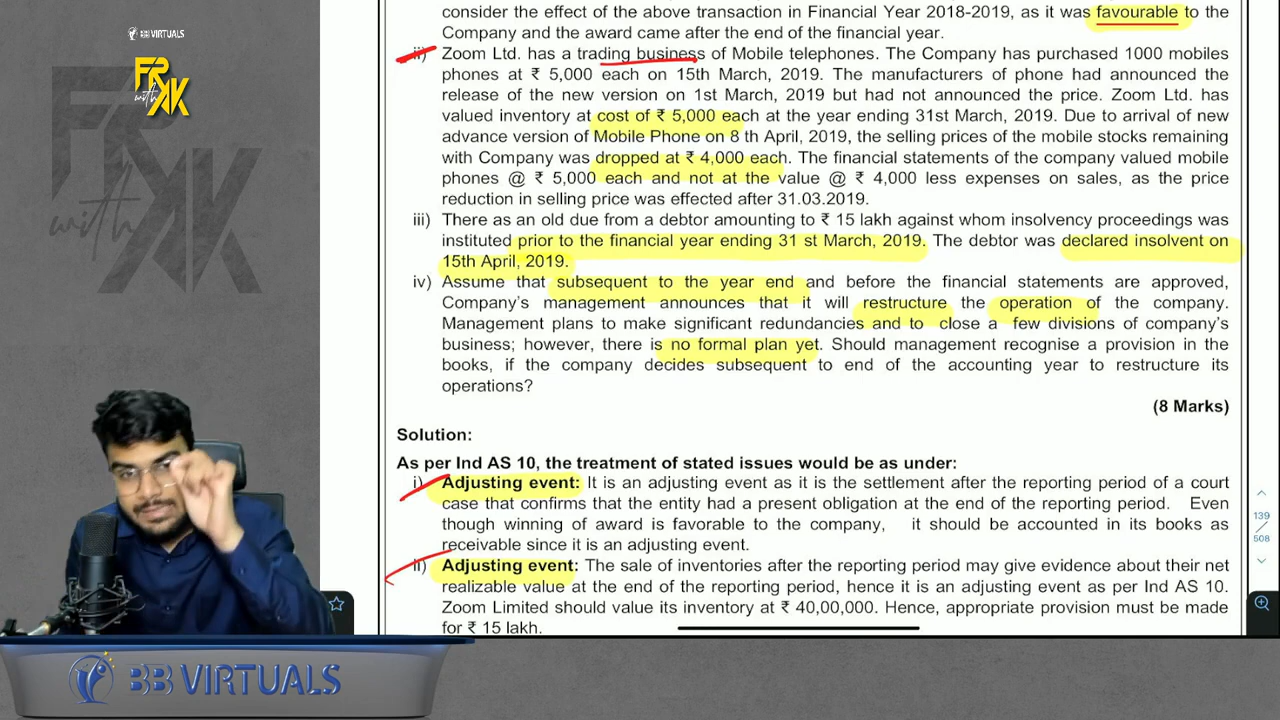 BB VIRTUALS
FR
with
AK
FR
with
AK
consider the effect of the above transaction in Financial Year 2018-2019, as it was favourable to the
Company and the award came after the end of the financial year.
ii) Zoom Ltd. has a trading business of Mobile telephones. The Company has purchased 1000 mobiles
phones at ₹ 5,000 each on 15th March, 2019. The manufacturers of phone had announced the
release of the new version on 1st March, 2019 but had not announced the price. Zoom Ltd. has
valued inventory at cost of ₹ 5,000 each at the year ending 31st March, 2019. Due to arrival of new
advance version of Mobile Phone on 8 th April, 2019, the selling prices of the mobile stocks remaining
with Company was dropped at ₹ 4,000 each. The financial statements of the company valued mobile
phones @ ₹ 5,000 each and not at the value @ ₹ 4,000 less expenses on sales, as the price
reduction in selling price was effected after 31.03.2019.
iii) There as an old due from a debtor amounting to ₹ 15 lakh against whom insolvency proceedings was
instituted prior to the financial year ending 31 st March, 2019. The debtor was declared insolvent on
15th April, 2019.
iv) Assume that subsequent to the year end and before the financial statements are approved,
Company's management announces that it will restructure the operation of the company.
Management plans to make significant redundancies and to close a few divisions of company's
business; however, there is no formal plan yet. Should management recognise a provision in the
books, if the company decides subsequent to end of the accounting year to restructure its
operations?
(8 Marks)
Solution:
As per Ind AS 10, the treatment of stated issues would be as under:
i) Adjusting event: It is an adjusting event as it is the settlement after the reporting period of a court
case that confirms that the entity had a present obligation at the end of the reporting period. Even
though winning of award is favorable to the company, it should be accounted in its books as
receivable since it is an adjusting event.
ii) Adjusting event: The sale of inventories after the reporting period may give evidence about their net
realizable value at the end of the reporting period, hence it is an adjusting event as per Ind AS 10.
Zoom Limited should value its inventory at ₹ 40,00,000. Hence, appropriate provision must be made
for ₹ 15 lakh.
139
508
BB VIRTUALS